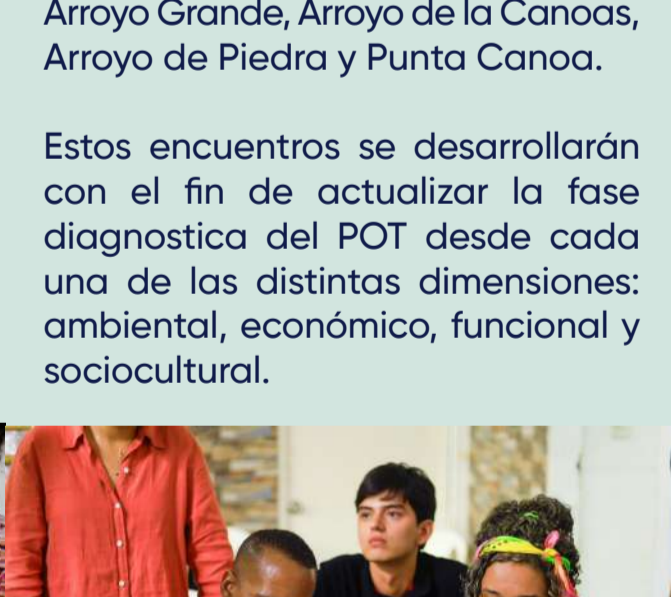 Arroyo Grande, Arroyo de la Canoas,
Arroyo de Piedra y Punta Canoa.
Estos encuentros se desarrollarán
con el fin de actualizar la fase
diagnostica del POT desde cada
una de las distintas dimensiones:
ambiental, económico, funcional y
sociocultural.